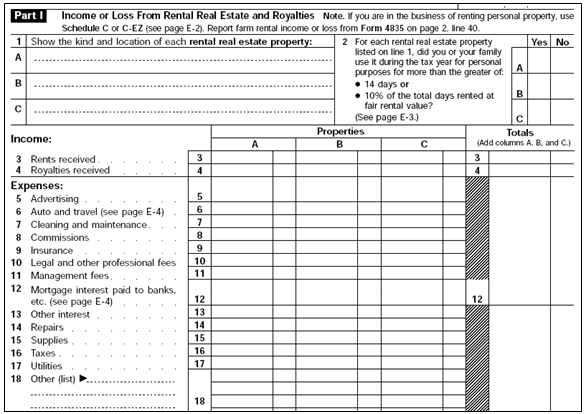 Part I Income or Loss From Rental Real Estate and Royalties Note. If you are in the business of renting personal property, use
Schedule C or C-EZ (see page E-2). Report farm rental income or loss from Form 4835 on page 2, line 40.
1 Show the kind and location of each rental real estate property:
A
B
C
2 For each rental real estate property
listed on line 1, did you or your family
use it during the tax year for personal
purposes for more than the greater of:
• 14 days or
• 10% of the total days rented at
fair rental value?
(See page E-3.)
Yes No
A
B
C
Income:
Properties
A B C
Totals
(Add columns A, B, and C.)
3 Rents received . . . . . . . 3 3
4 Royalties received . . . . . . 4 4
Expenses:
5 Advertising . . . . . . . . 5
6 Auto and travel (see page E-4) . 6
7 Cleaning and maintenance . . . 7
8 Commissions . . . . . . . 8
9 Insurance . . . . . . . . 9
10 Legal and other professional fees 10
11 Management fees . . . . . . 11
12 Mortgage interest paid to banks,
etc. (see page E-4) . . . . . 12 12
13 Other interest . . . . . . . 13
14 Repairs . . . . . . . . . 14
15 Supplies . . . . . . . . . 15
16 Taxes . . . . . . . . . . 16
17 Utilities . . . . . . . . . 17
18 Other (list) ▶
18